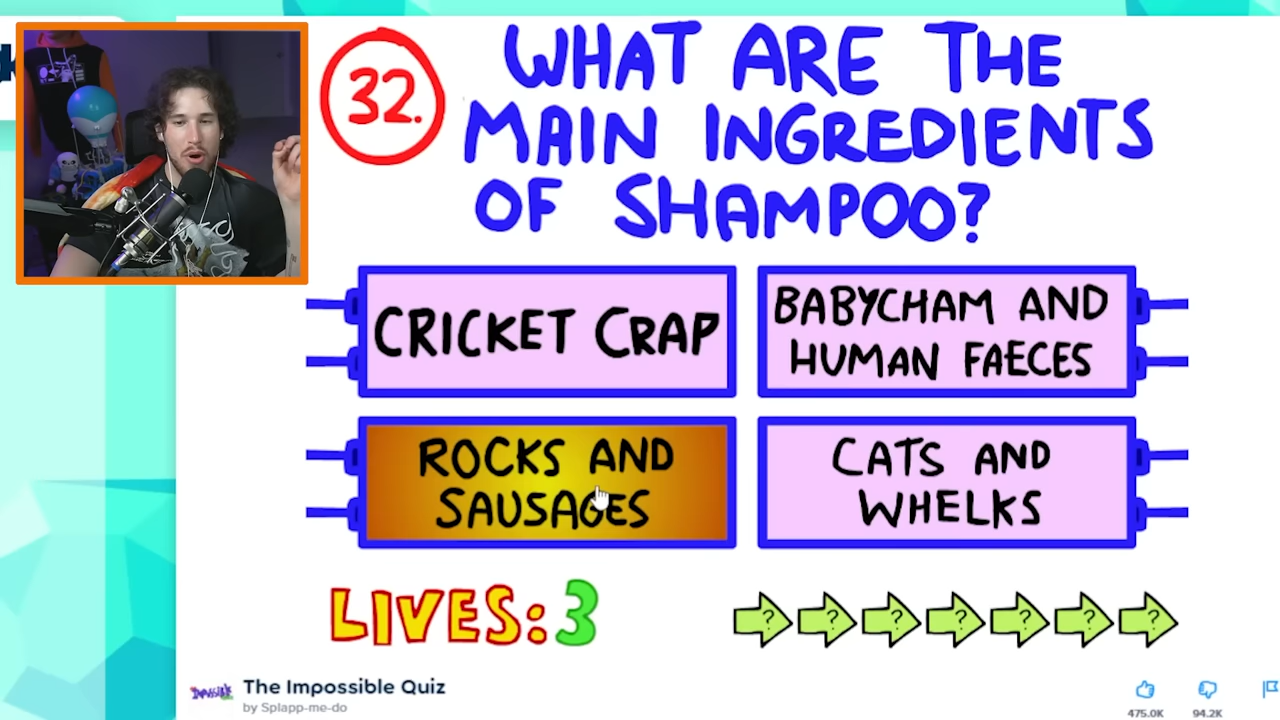 32.
WHAT ARE THE
MAIN INGREDIENTS
OF SHAMPOO?
CRICKET CRAP
BABYCHAM AND
HUMAN FAECES
ROCKS AND
SAUSAGES
CATS AND
WHELKS
LIVES: 3
? ? ? ? ? ? ?
The Impossible Quiz
by Splapp-me-do
475.0K
94.2K